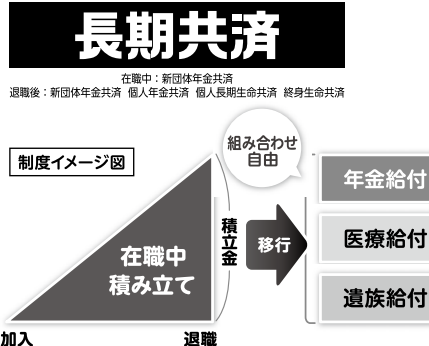 長期共済
在職中：新団体年金共済
退職後：新団体年金共済 個人年金共済 個人長期生命共済 終身生命共済
組み合わせ
自由
制度イメージ図
年金給付
積立金
移行
医療給付
在職中
積み立て
遺族給付
加入
退職